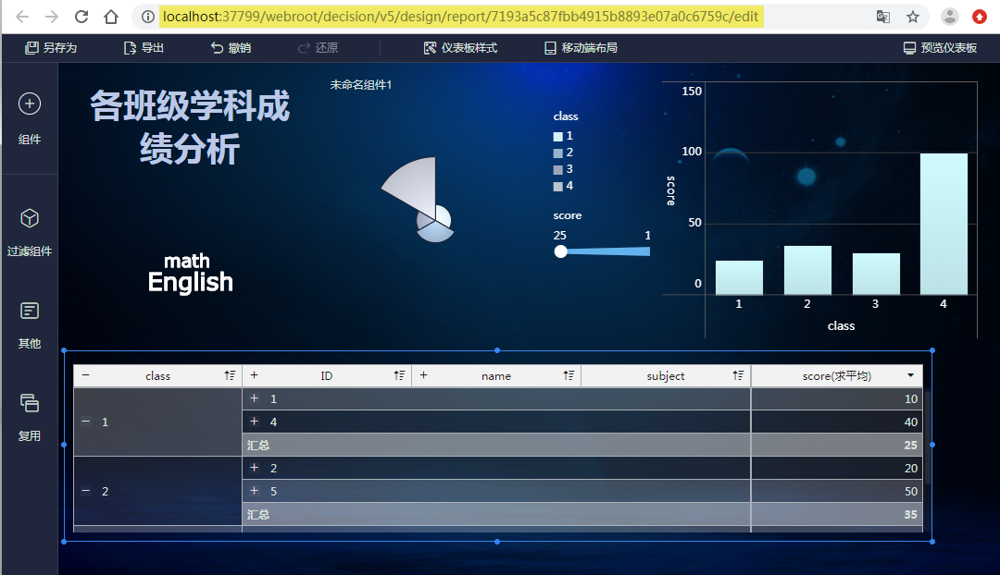 localhost:37799/webroot/decision/v5/design/report/7193a5c87fbb4915b8893e07a0c6759c/edit
另存为 导出 撤销 还原 仪表板样式 移动端布局 预览仪表板
组件
过滤组件
其他
复用
各班级学科成
绩分析
math
English
未命名组件1
class
1
2
3
4
score
25 1
150
100
50
0
score
1 2 3 4
class
class ID name subject score(求平均)
1
1 10
4 40
汇总 25
2
2 20
5 50
汇总 35